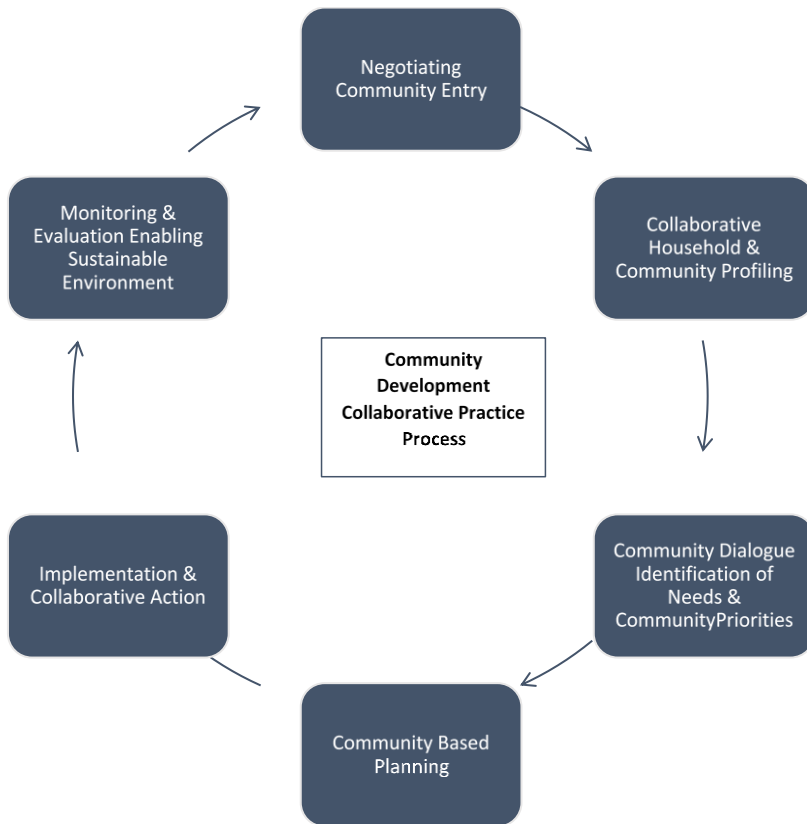 Negotiating
Community Entry
Collaborative
Household &
Community Profiling
Community Dialogue
Identification of
Needs &
CommunityPriorities
Community Based
Planning
Implementation &
Collaborative Action
Monitoring &
Evaluation Enabling
Sustainable
Environment
Community
Development
Collaborative Practice
Process